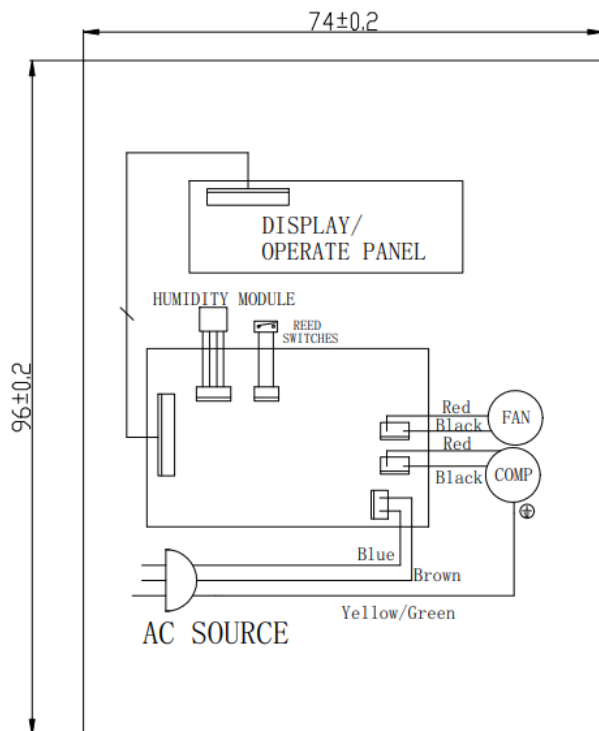 74±0.2
96±0.2
DISPLAY/
OPERATE PANEL
HUMIDITY MODULE
REED
SWITCHES
Red
Black
FAN
Red
Black
COMP
Blue
Brown
Yellow/Green
AC SOURCE